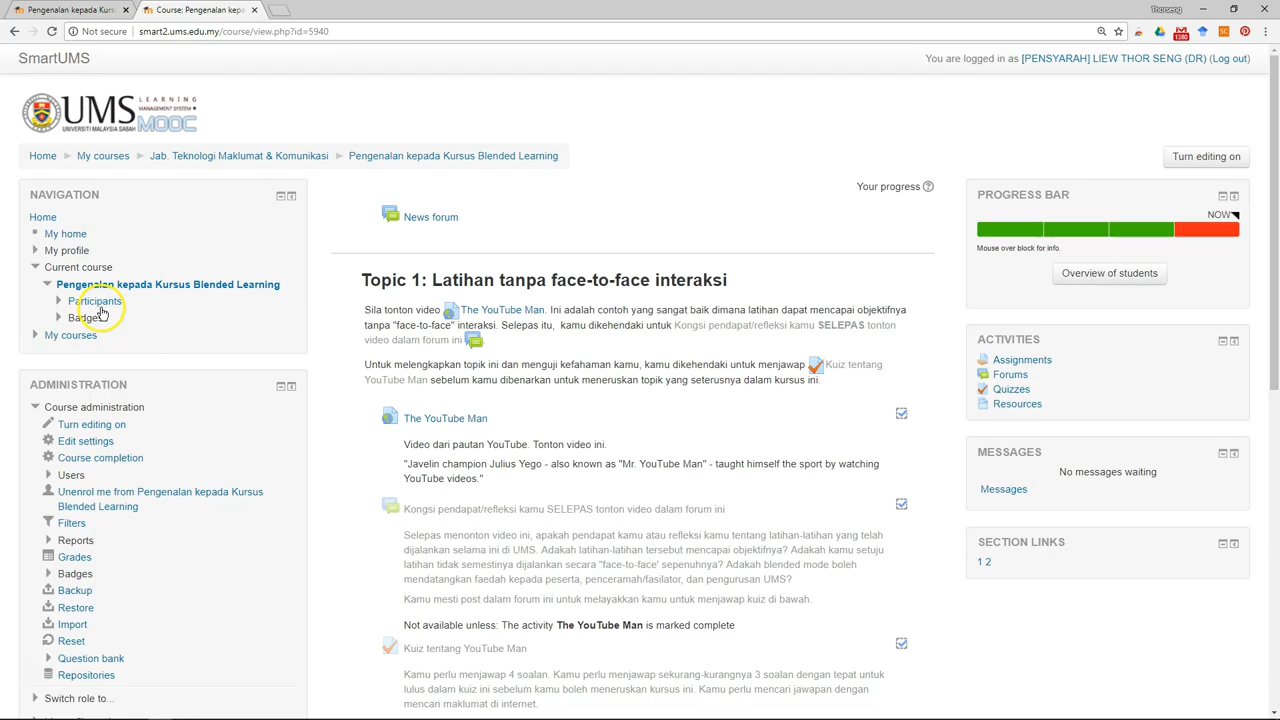 Pengenalan kepada Kursus
Course: Pengenalan kepa
Thorseng
Not secure
smart2.ums.edu.my/course/view.php?id=5940
1380
SmartUMS
You are logged in as [PENSYARAH] LIEW THOR SENG (DR) (Log out)
UMS
UNIVERSITI MALAYSIA SABAH
LEARNING
MANAGEMENT SYSTEM
MOOC
Home
My courses
Jab. Teknologi Maklumat & Komunikasi
Pengenalan kepada Kursus Blended Learning
Turn editing on
NAVIGATION
Home
My home
My profile
Current course
Pengenalan kepada Kursus Blended Learning
Participants
Badges
My courses
ADMINISTRATION
Course administration
Turn editing on
Edit settings
Course completion
Users
Unenrol me from Pengenalan kepada Kursus
Blended Learning
Filters
Reports
Grades
Badges
Backup
Restore
Import
Reset
Question bank
Repositories
Switch role to...
Your progress
News forum
Topic 1: Latihan tanpa face-to-face interaksi
Sila tonton video The YouTube Man. Ini adalah contoh yang sangat baik dimana latihan dapat mencapai objektifnya
tanpa "face-to-face" interaksi. Selepas itu, kamu dikehendaki untuk Kongsi pendapat/refleksi kamu SELEPAS tonton
video dalam forum ini
Untuk melengkapkan topik ini dan menguji kefahaman kamu, kamu dikehendaki untuk menjawap Kuiz tentang
YouTube Man sebelum kamu dibenarkan untuk meneruskan topik yang seterusnya dalam kursus ini.
The YouTube Man
Video dari pautan YouTube. Tonton video ini.
"Javelin champion Julius Yego - also known as "Mr. YouTube Man" - taught himself the sport by watching
YouTube videos."
Kongsi pendapat/refleksi kamu SELEPAS tonton video dalam forum ini
Selepas menonton video ini, apakah pendapat kamu atau refleksi kamu tentang latihan-latihan yang telah
dijalankan selama ini di UMS. Adakah latihan-latihan tersebut mencapai objektifnya? Adakah kamu setuju
latihan tidak semestinya dijalankan secara "face-to-face' sepenuhnya? Adakah blended mode boleh
mendatangkan faedah kepada peserta, penceramah/fasilator, dan pengurusan UMS?
Kamu mesti post dalam forum ini untuk melayakkan kamu untuk menjawap kuiz di bawah.
Not available unless: The activity The YouTube Man is marked complete
Kuiz tentang YouTube Man
Kamu perlu menjawap 4 soalan. Kamu perlu menjawap sekurang-kurangnya 3 soalan dengan tepat untuk
lulus dalam kuiz ini sebelum kamu boleh meneruskan kursus ini. Kamu perlu mencari jawapan dengan
mencari maklumat di internet.
PROGRESS BAR
NOW
Mouse over block for info.
Overview of students
ACTIVITIES
Assignments
Forums
Quizzes
Resources
MESSAGES
No messages waiting
Messages
SECTION LINKS
1 2